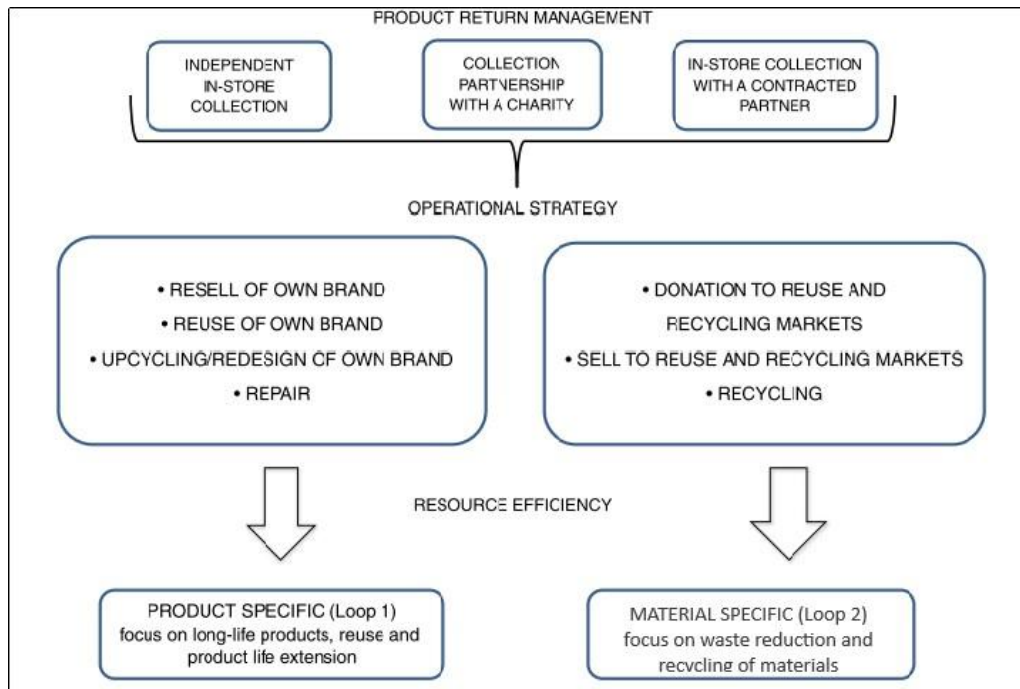 PRODUCT RETURN MANAGEMENT
INDEPENDENT
IN-STORE
COLLECTION
COLLECTION
PARTNERSHIP
WITH A CHARITY
IN-STORE COLLECTION
WITH A CONTRACTED
PARTNER
OPERATIONAL STRATEGY
• RESELL OF OWN BRAND
• REUSE OF OWN BRAND
• UPCYCLING/REDESIGN OF OWN BRAND
• REPAIR
• DONATION TO REUSE AND
RECYCLING MARKETS
• SELL TO REUSE AND RECYCLING MARKETS
• RECYCLING
RESOURCE EFFICIENCY
PRODUCT SPECIFIC (Loop 1)
focus on long-life products, reuse and
product life extension
MATERIAL SPECIFIC (Loop 2)
focus on waste reduction and
recycling of materials